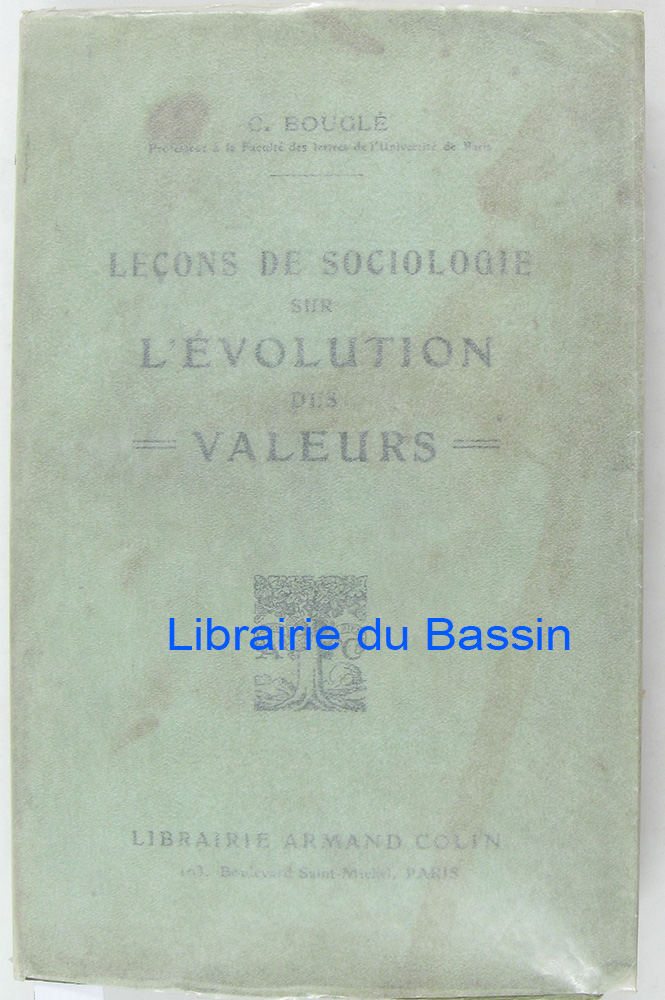 C. BOUGLÉ
Professeur à la Faculté des lettres de l'Université de Paris
LEÇONS DE SOCIOLOGIE
SUR
L'ÉVOLUTION
DES
VALEURS
Librairie du Bassin
A C
LIBRAIRIE ARMAND COLIN
103, Boulevard Saint-Michel, PARIS